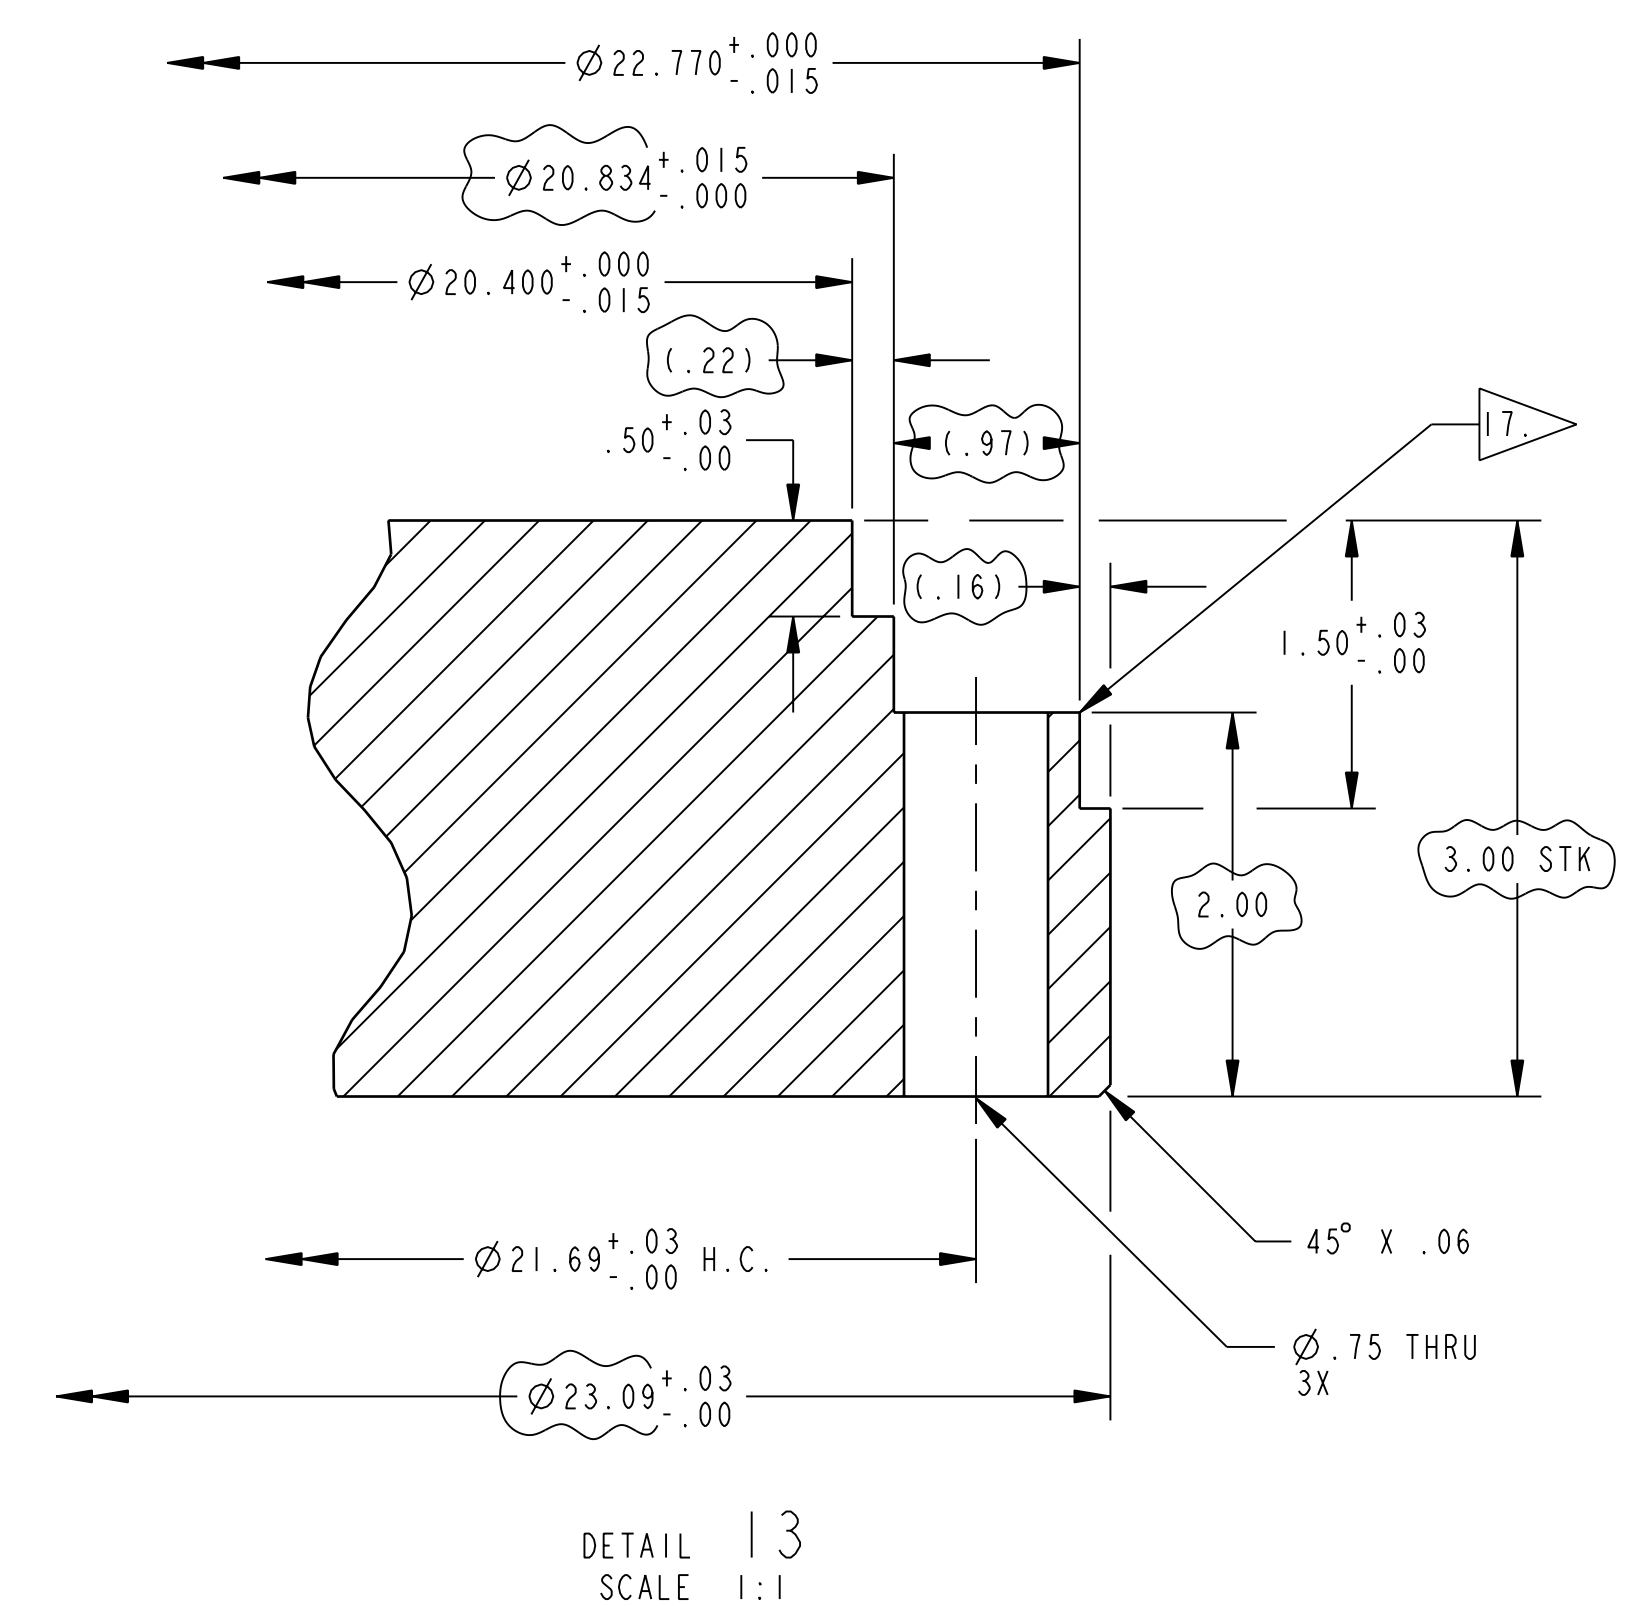 Ø22.770 +.000
-.015
Ø20.834 +.015
-.000
Ø20.400 +.000
-.015
(.22)
.50 +.03
-.00
(.97)
17.
(.16)
1.50 +.03
-.00
3.00 STK
2.00
45° X .06
Ø21.69 +.03
-.00 H.C.
Ø.75 THRU
3X
Ø23.09 +.03
-.00
DETAIL 13
SCALE 1:1